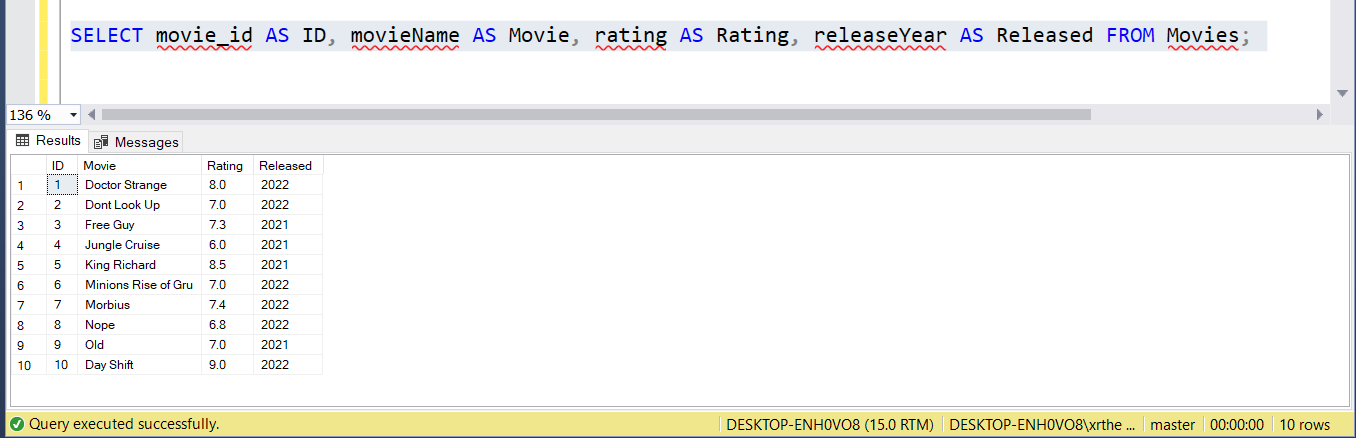 SELECT movie_id AS ID, movieName AS Movie, rating AS Rating, releaseYear AS Released FROM Movies;
136 %
Results Messages
ID Movie Rating Released
1 1 Doctor Strange 8.0 2022
2 2 Dont Look Up 7.0 2022
3 3 Free Guy 7.3 2021
4 4 Jungle Cruise 6.0 2021
5 5 King Richard 8.5 2021
6 6 Minions Rise of Gru 7.0 2022
7 7 Morbius 7.4 2022
8 8 Nope 6.8 2022
9 9 Old 7.0 2021
10 10 Day Shift 9.0 2022
Query executed successfully. DESKTOP-ENH0VO8 (15.0 RTM) DESKTOP-ENH0VO8\xrthe ... master 00:00:00 10 rows